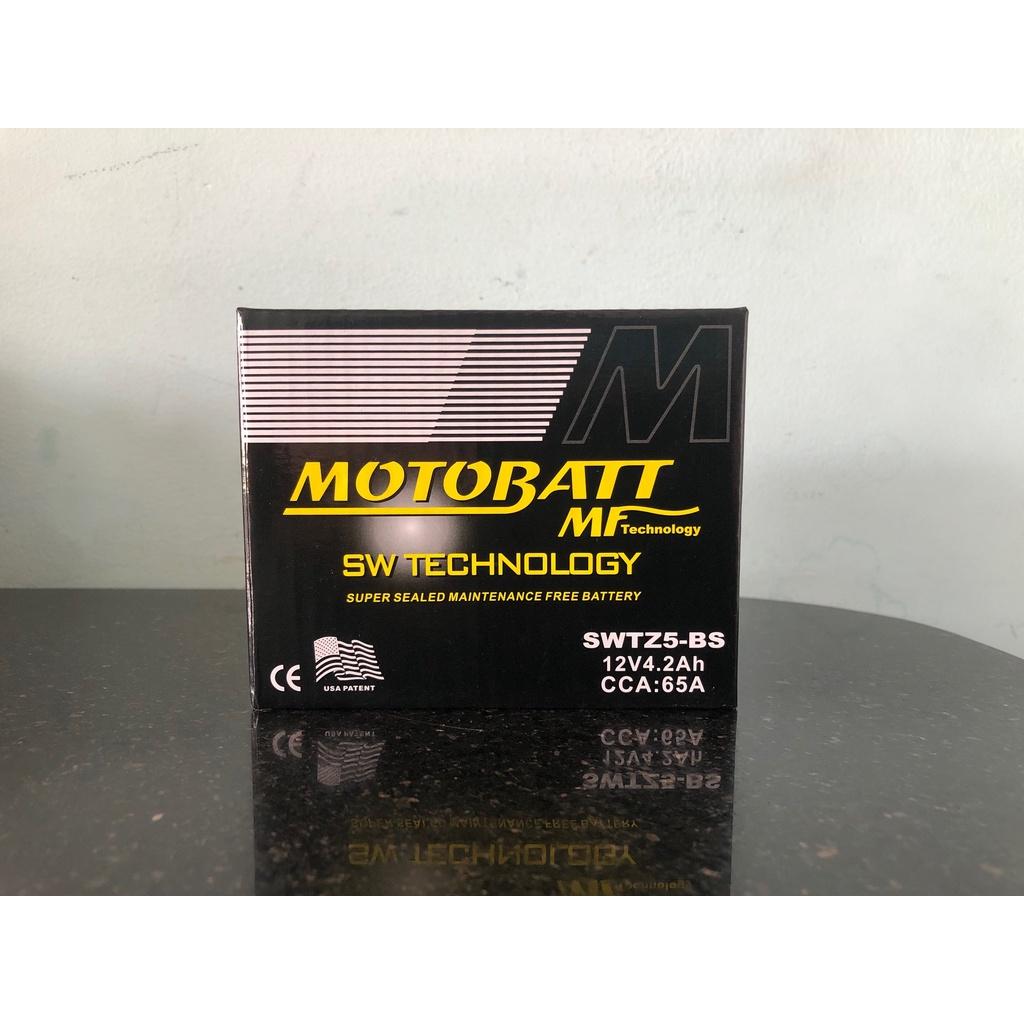 M
MOTOBATT
MF Technology
SW TECHNOLOGY
SUPER SEALED MAINTENANCE FREE BATTERY
SWTZ5-BS
12V4.2Ah
CCA:65A
CE
USA PATENT